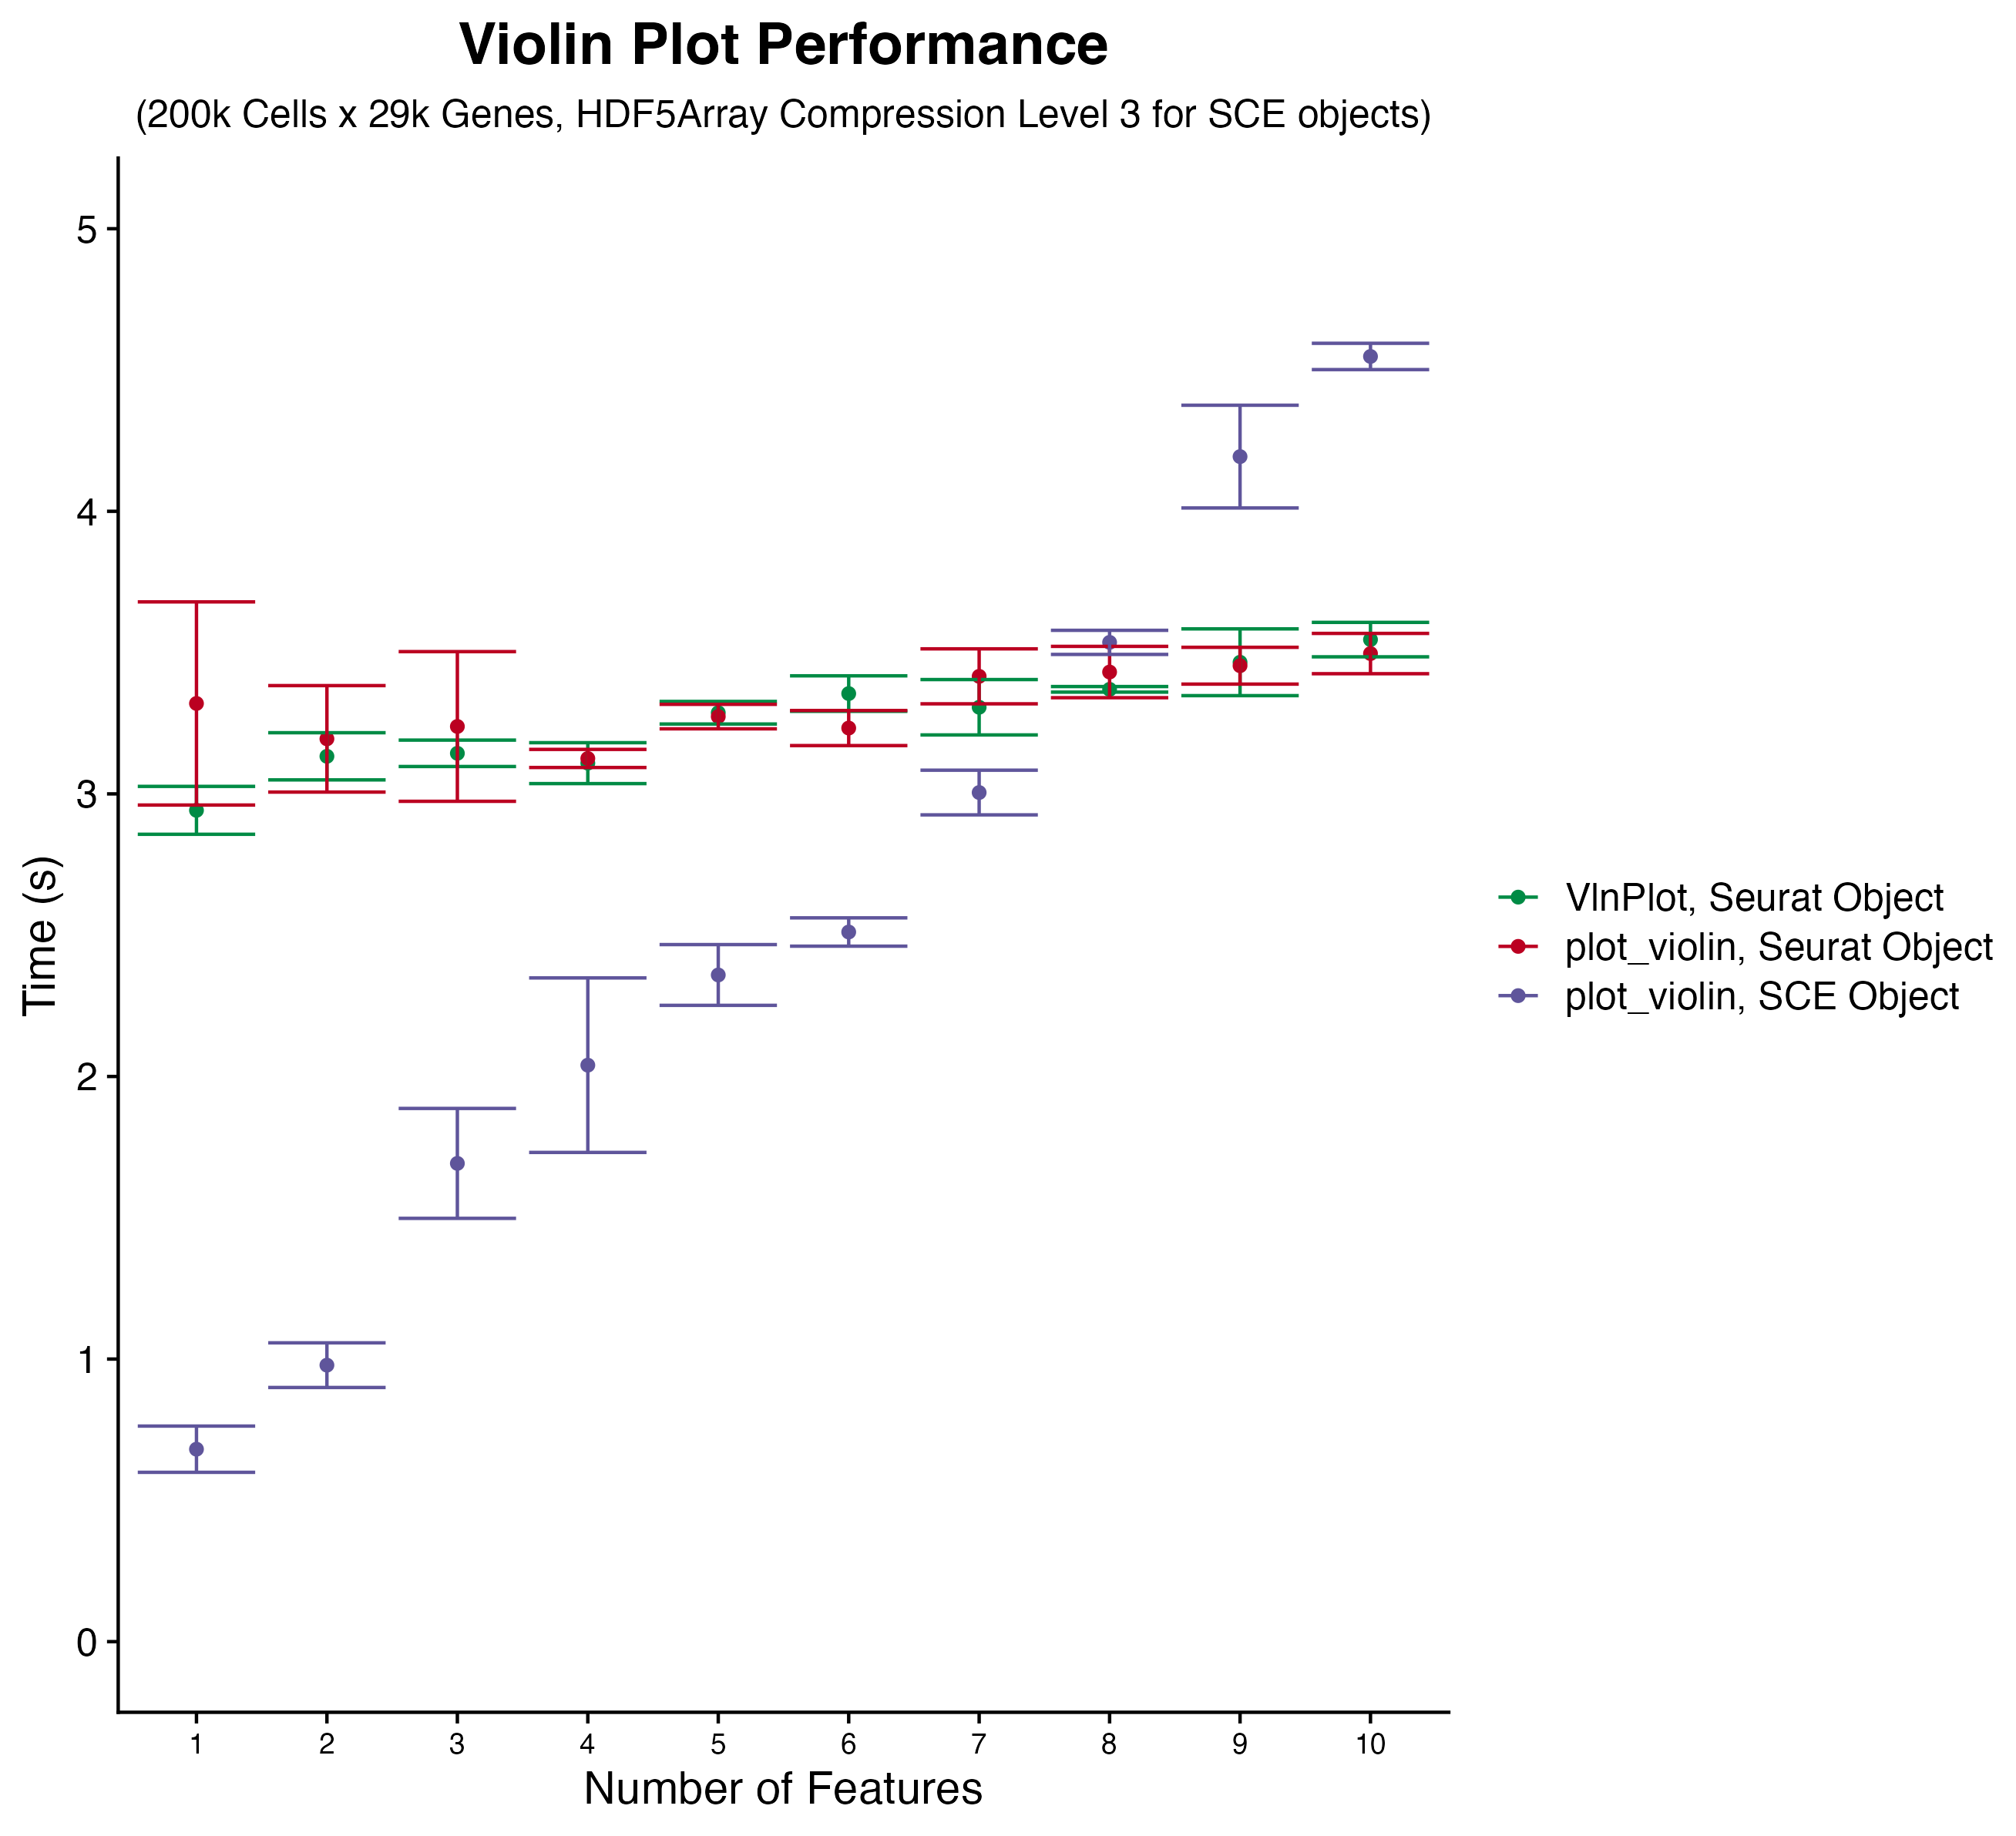 Violin Plot Performance
(200k Cells x 29k Genes, HDF5Array Compression Level 3 for SCE objects)
Time (s)
5
4
3
2
1
0
1 2 3 4 5 6 7 8 9 10
Number of Features
VlnPlot, Seurat Object
plot_violin, Seurat Object
plot_violin, SCE Object